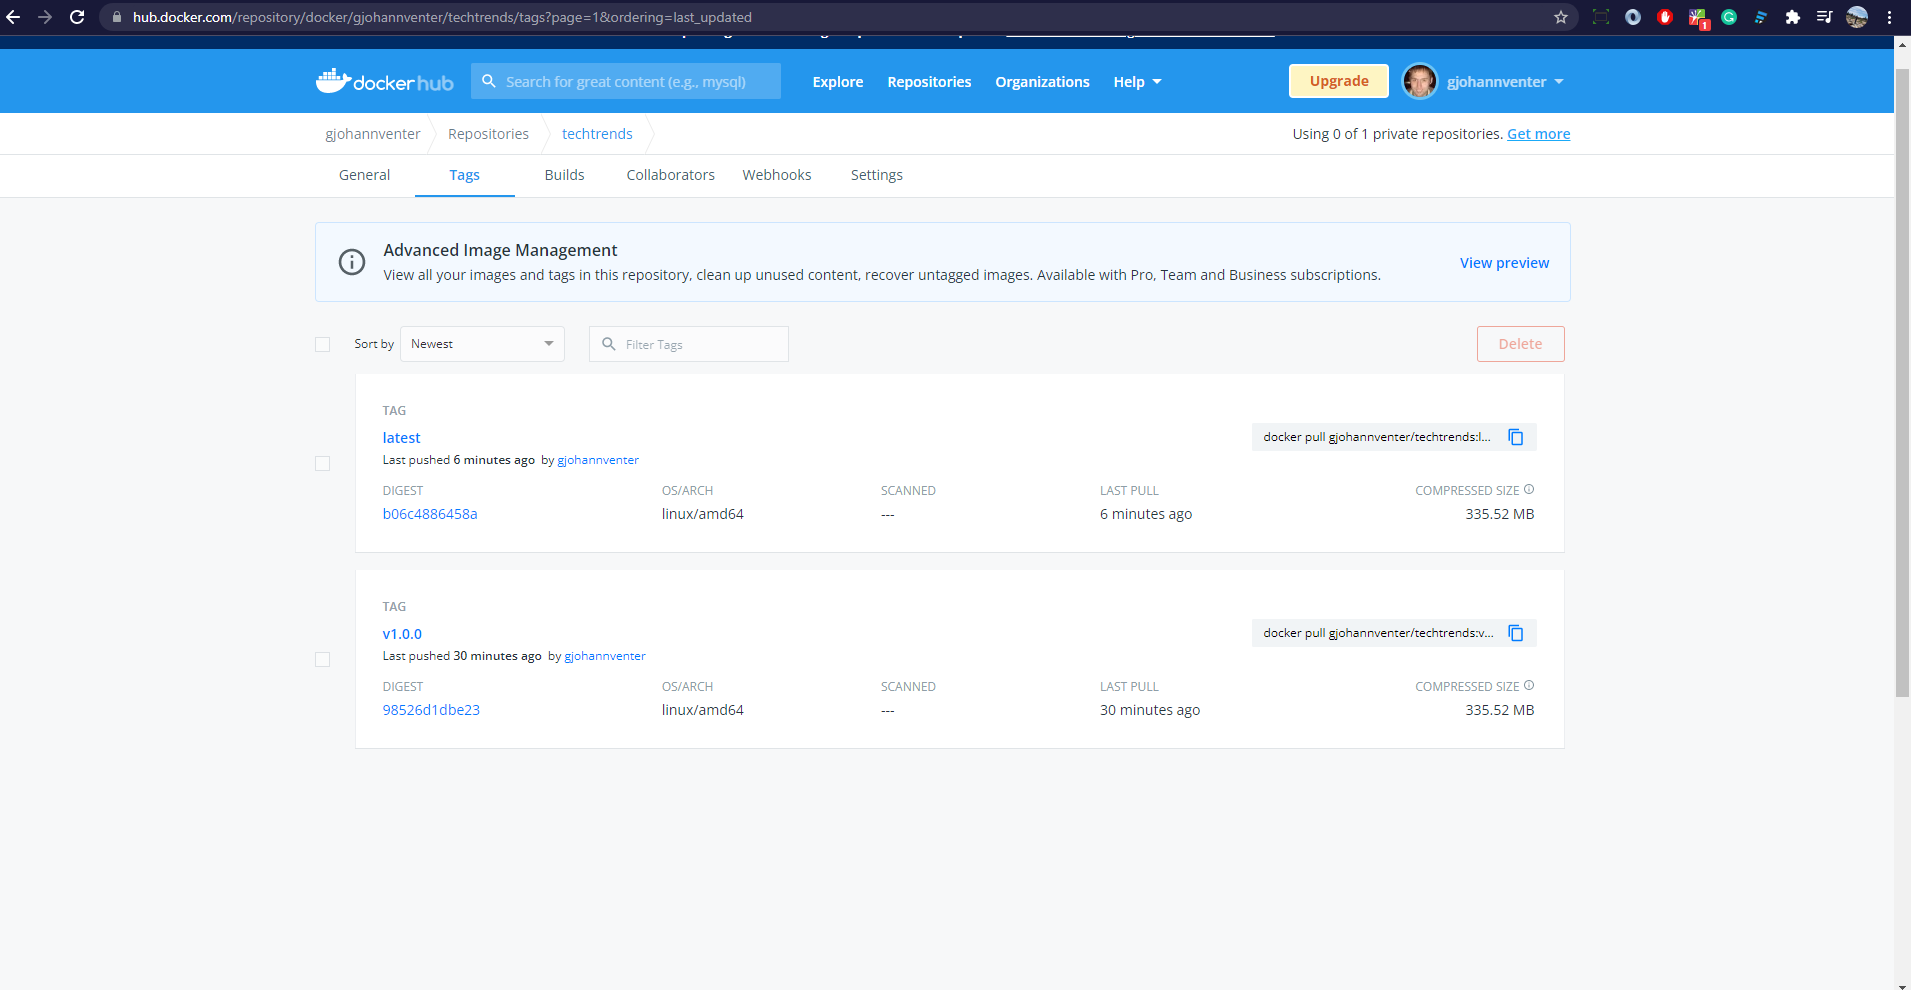 hub.docker.com/repository/docker/gjohannventer/techtrends/tags?page=1&ordering=last_updated
1
docker hub
Search for great content (e.g., mysql)
Explore
Repositories
Organizations
Help
Upgrade
gjohannventer
gjohannventer
Repositories
techtrends
Using 0 of 1 private repositories. Get more
General
Tags
Builds
Collaborators
Webhooks
Settings
Advanced Image Management
View all your images and tags in this repository, clean up unused content, recover untagged images. Available with Pro, Team and Business subscriptions.
View preview
Sort by
Newest
Filter Tags
Delete
TAG
latest
docker pull gjohannventer/techtrends:l...
Last pushed 6 minutes ago by gjohannventer
DIGEST
OS/ARCH
SCANNED
LAST PULL
COMPRESSED SIZE
b06c4886458a
linux/amd64
---
6 minutes ago
335.52 MB
TAG
v1.0.0
docker pull gjohannventer/techtrends:v...
Last pushed 30 minutes ago by gjohannventer
DIGEST
OS/ARCH
SCANNED
LAST PULL
COMPRESSED SIZE
98526d1dbe23
linux/amd64
---
30 minutes ago
335.52 MB